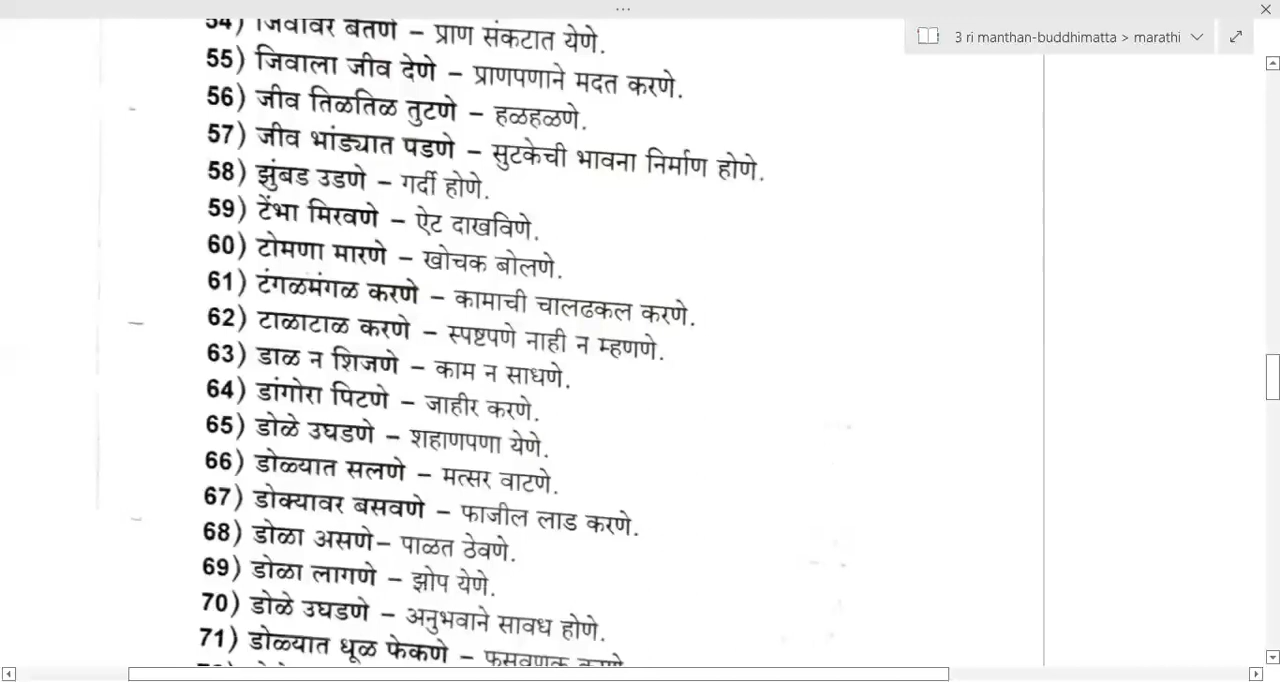 3 ri manthan-buddhimatta > marathi
54) जिवावर बेतणे – प्राण संकटात येणे.
55) जिवाला जीव देणे – प्राणपणाने मदत करणे.
56) जीव तिळतिळ तुटणे – हळहळणे.
57) जीव भांड्यात पडणे – सुटकेची भावना निर्माण होणे.
58) झुंबड उडणे – गर्दी होणे.
59) टेंभा मिरवणे – ऐट दाखविणे.
60) टोमणा मारणे – खोचक बोलणे.
61) टंगळमंगळ करणे – कामाची चालढकल करणे.
62) टाळाटाळ करणे – स्पष्टपणे नाही न म्हणणे.
63) डाळ न शिजणे – काम न साधणे.
64) डांगोरा पिटणे – जाहीर करणे.
65) डोळे उघडणे – शहाणपणा येणे.
66) डोळ्यात सलणे – मत्सर वाटणे.
67) डोक्यावर बसवणे – फाजील लाड करणे.
68) डोळा असणे– पाळत ठेवणे.
69) डोळा लागणे – झोप येणे.
70) डोळे उघडणे – अनुभवाने सावध होणे.
71) डोळ्यात धूळ फेकणे – फसवणूक करणे